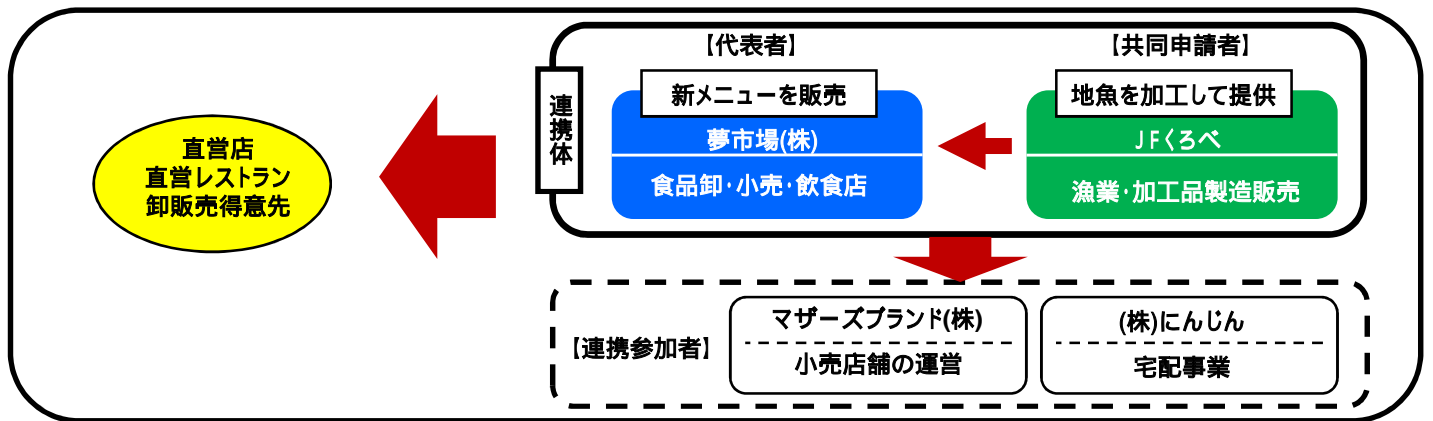 【代表者】
【共同申請者】
新メニューを販売
地魚を加工して提供
連携体
夢市場(株)
JFくろべ
食品卸・小売・飲食店
漁業・加工品製造販売
直営店
直営レストラン
卸販売得意先
【連携参加者】
マザーズブランド(株)
小売店舗の運営
(株)にんじん
宅配事業